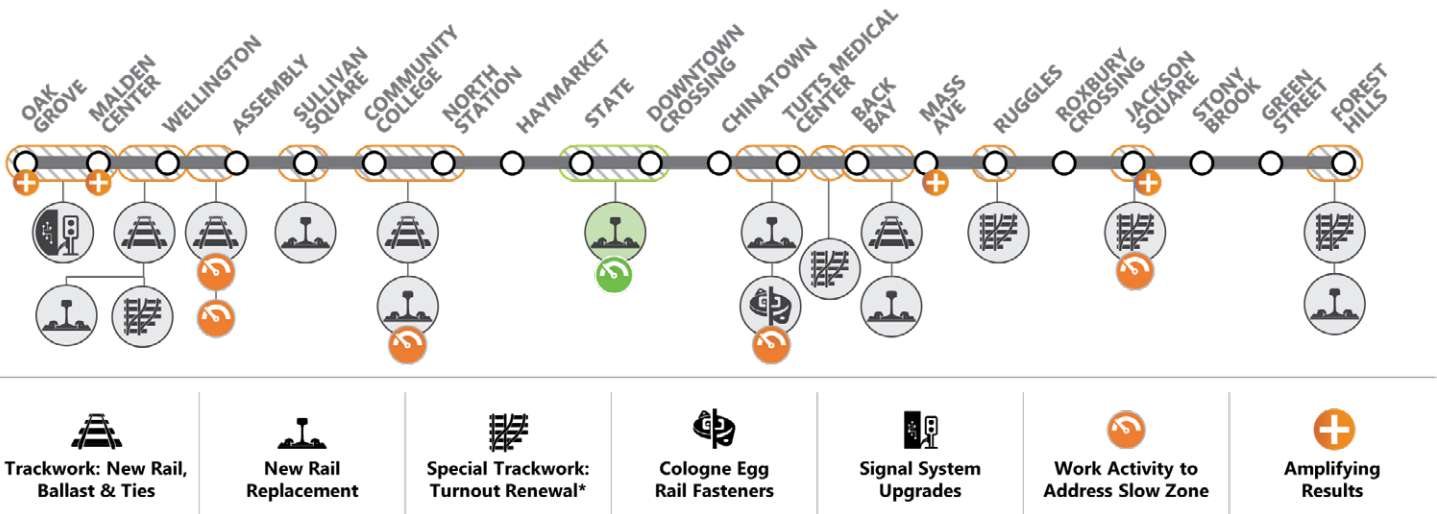 OAK
GROVE
MALDEN
CENTER
WELLINGTON
ASSEMBLY
SULLIVAN
SQUARE
COMMUNITY
COLLEGE
NORTH
STATION
HAYMARKET
STATE
DOWNTOWN
CROSSING
CHINATOWN
TUFTS MEDICAL
CENTER
BACK
BAY
MASS
AVE
RUGGLES
ROXBURY
CROSSING
JACKSON
SQUARE
STONY
BROOK
GREEN
STREET
FOREST
HILLS
Trackwork: New Rail,
Ballast & Ties
New Rail
Replacement
Special Trackwork:
Turnout Renewal*
Cologne Egg
Rail Fasteners
Signal System
Upgrades
Work Activity to
Address Slow Zone
Amplifying
Results